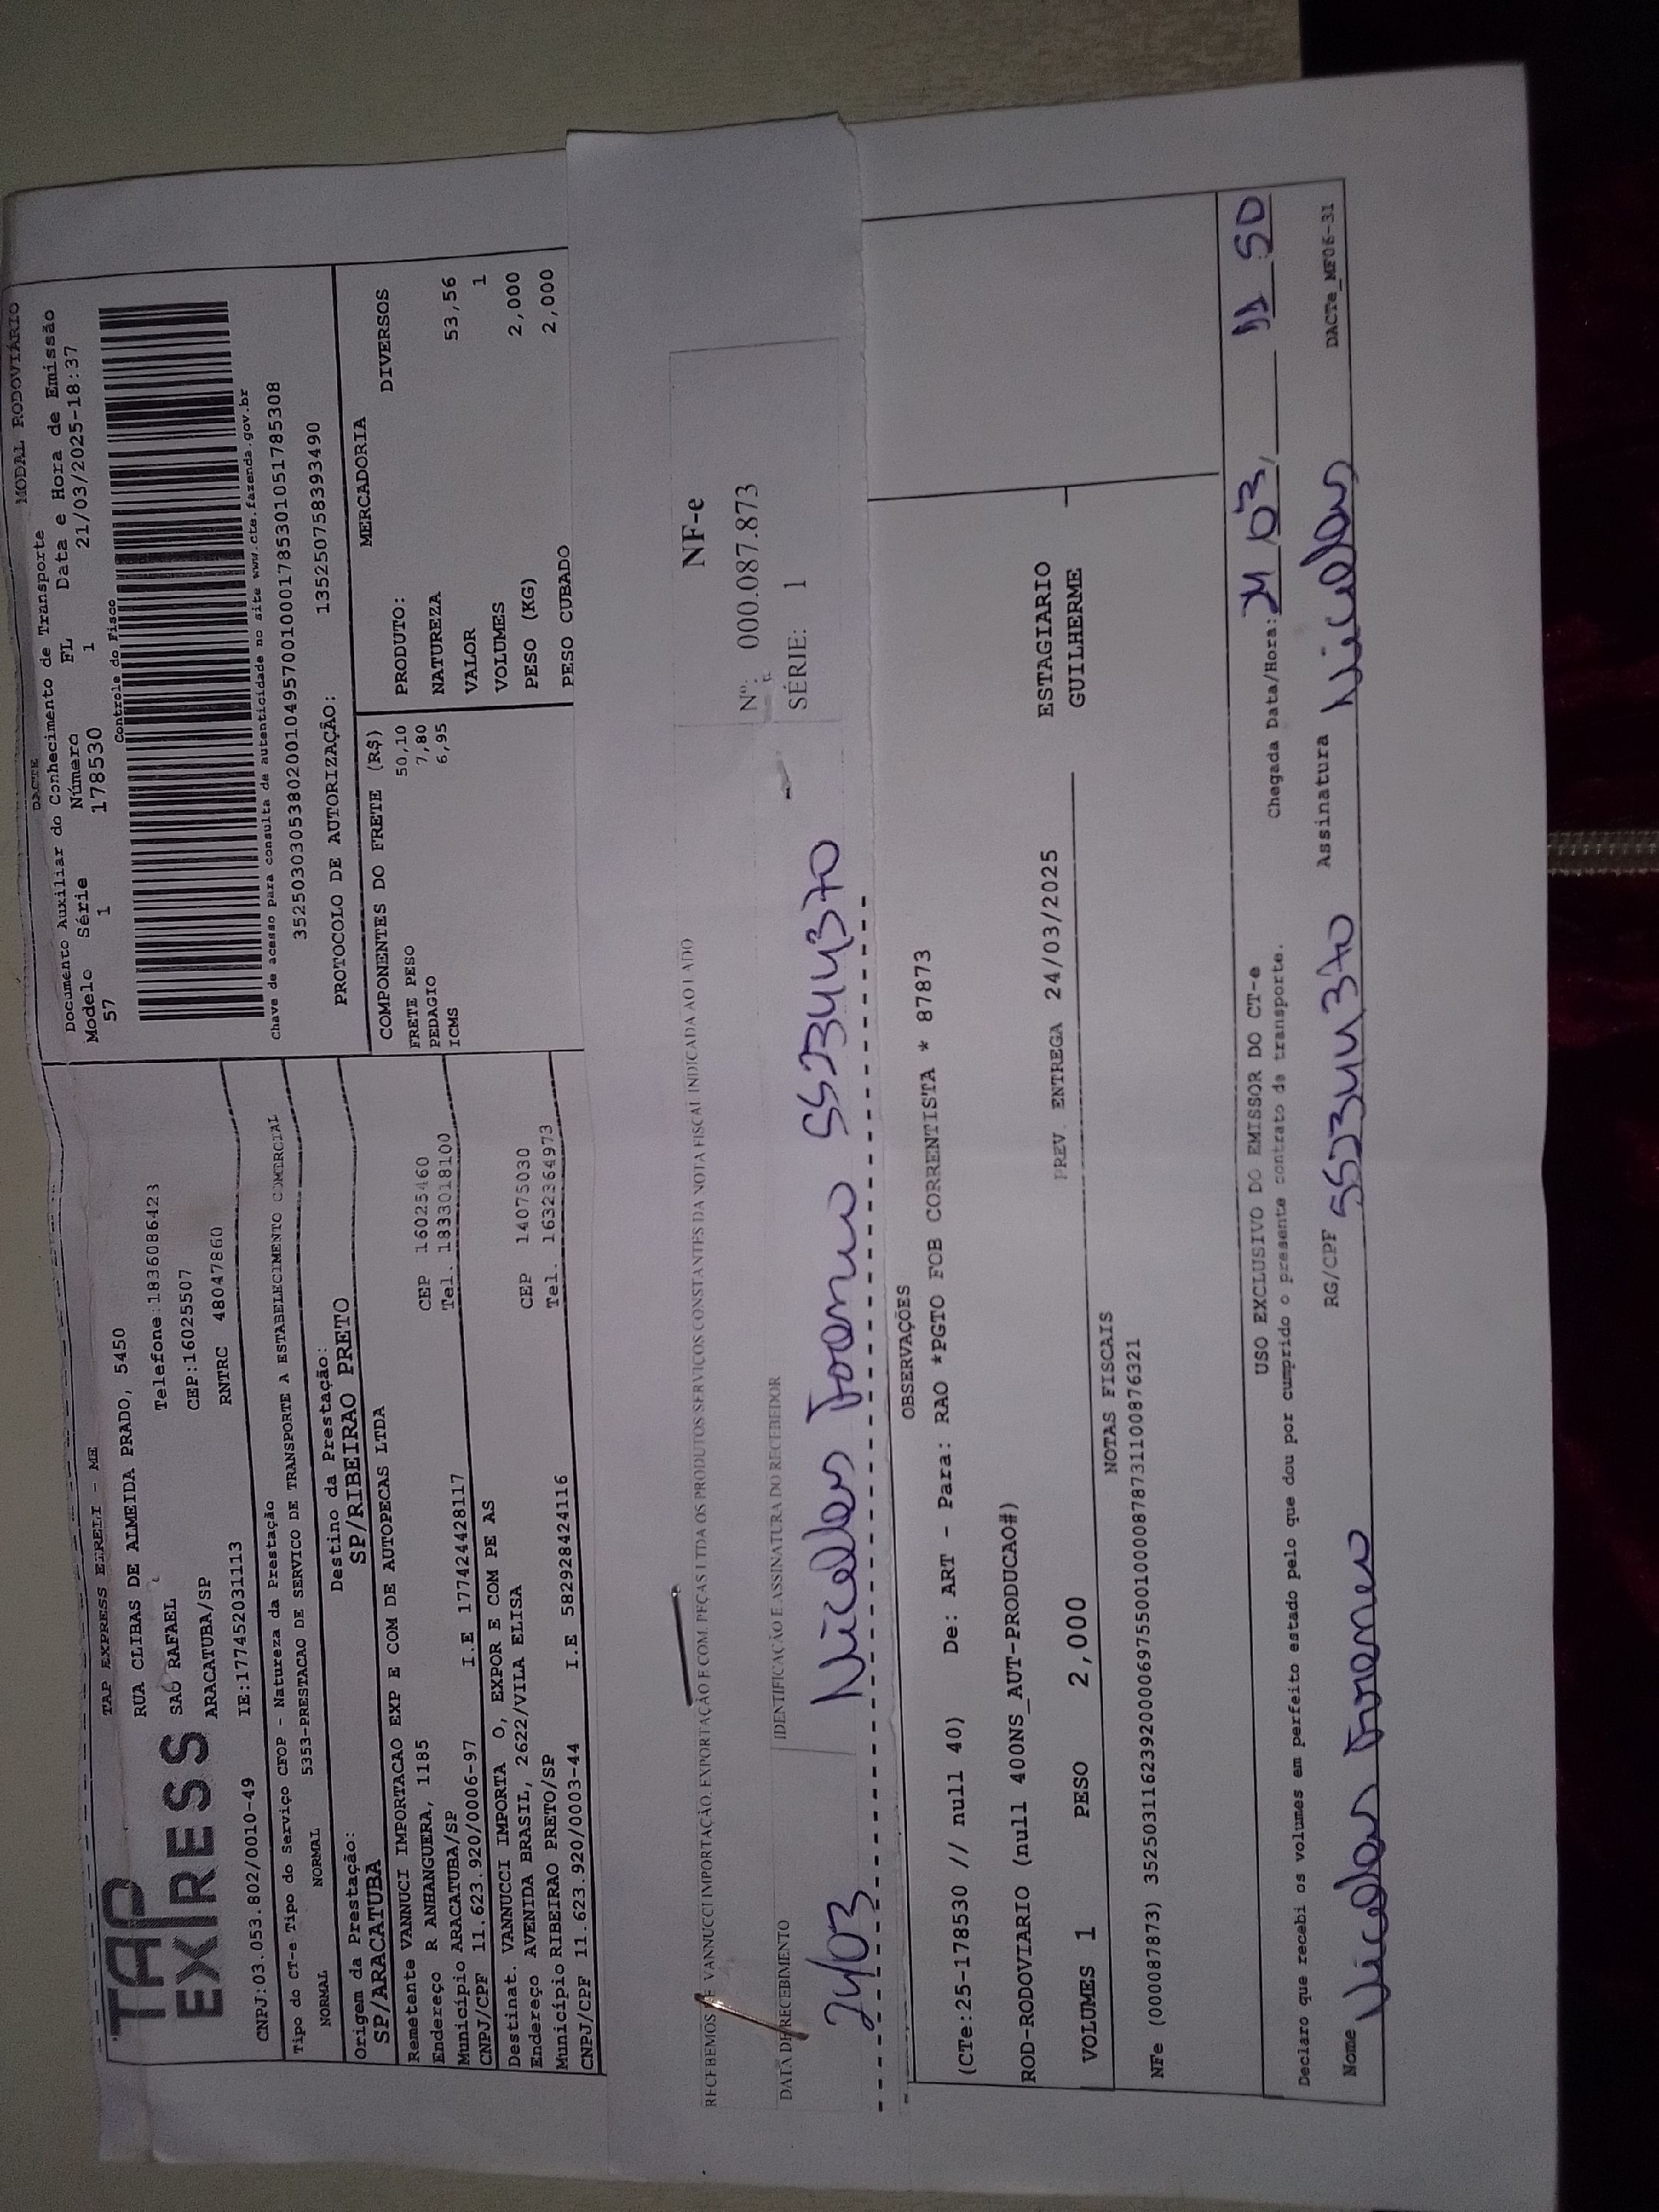 DACTE
MODAL RODOVIÁRIO
TAP EXPRESS
TAP EXPRESS EIRELI - ME
RUA CLIBAS DE ALMEIDA PRADO, 5450
Telefone:1836086423
SAO RAFAEL
CEP:16025507
ARACATUBA/SP
RNTRC 48047860
CNPJ:03.053.802/0010-49 IE:177452031113
Documento Auxiliar do Conhecimento de Transporte
Modelo Série Número FL Data e Hora de Emissão
57 1 178530 1 21/03/2025-18:37
Controle do Fisco
Chave de acesso para consulta de autenticidade no site www.cte.fazenda.gov.br
35250303053802001049570010001785301051785308
PROTOCOLO DE AUTORIZAÇÃO: 135250758393490
Tipo do CT-e Tipo do Serviço CFOP - Natureza da Prestação
NORMAL NORMAL 5353-PRESTACAO DE SERVICO DE TRANSPORTE A ESTABELECIMENTO COMERCIAL
Origem da Prestação: Destino da Prestação:
SP/ARACATUBA SP/RIBEIRAO PRETO
Remetente VANNUCI IMPORTACAO EXP E COM DE AUTOPECAS LTDA
Endereço R ANHANGUERA, 1185 CEP 16025460
Município ARACATUBA/SP Tel. 1833018100
CNPJ/CPF 11.623.920/0006-97 I.E 177424428117
Destinat. VANNUCCI IMPORTA O, EXPOR E COM PE AS
Endereço AVENIDA BRASIL, 2622/VILA ELISA CEP 14075030
Município RIBEIRAO PRETO/SP Tel. 1632364973
CNPJ/CPF 11.623.920/0003-44 I.E 582928424116
COMPONENTES DO FRETE (R$)
FRETE PESO 50,10
PEDAGIO 7,80
ICMS 6,95
MERCADORIA
PRODUTO: DIVERSOS
NATUREZA
VALOR 53,56
VOLUMES 1
PESO (KG) 2,000
PESO CUBADO 2,000
RECEBEMOS DE VANNUCCI IMPORTAÇÃO, EXPORTAÇÃO E COM. PEÇAS LTDA OS PRODUTOS SERVIÇOS CONSTANTES DA NOTA FISCAL INDICADA AO LADO
NF-e
Nº: 000.087.873
SÉRIE: 1
DATA DE RECEBIMENTO IDENTIFICAÇÃO E ASSINATURA DO RECEBEDOR
24/03 Nicolas
OBSERVAÇÕES
(CTe:25-178530 // null 40) De: ART - Para: RAO *PGTO FOB CORRENTISTA * 87873
ROD-RODOVIARIO (null 400NS_AUT-PRODUCAO#)
ESTAGIARIO
VOLUMES 1 PESO 2,000 PREV. ENTREGA 24/03/2025 GUILHERME
NOTAS FISCAIS
NFe (000087873) 35250311623920000697550010000878731100876321
USO EXCLUSIVO DO EMISSOR DO CT-e
Declaro que recebi os volumes em perfeito estado pelo que dou por cumprido o presente contrato de transporte.
Chegada Data/Hora: 24/03/ 11 50
Nome Nicolas RG/CPF Assinatura Nicolas
DACTe_MF06-31